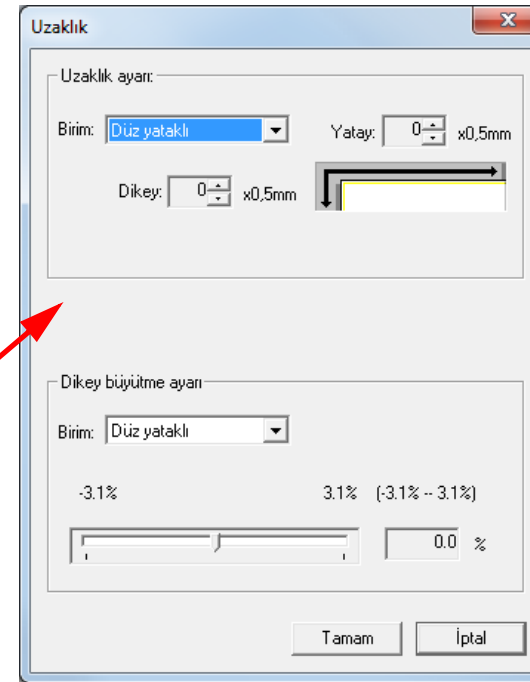 Uzaklık
Uzaklık ayarı:
Birim: Düz yataklı Yatay: 0 x0,5mm
Dikey: 0 x0,5mm
Dikey büyütme ayarı
Birim: Düz yataklı
-3.1% 3.1% (-3.1% -- 3.1%)
0.0 %
Tamam İptal